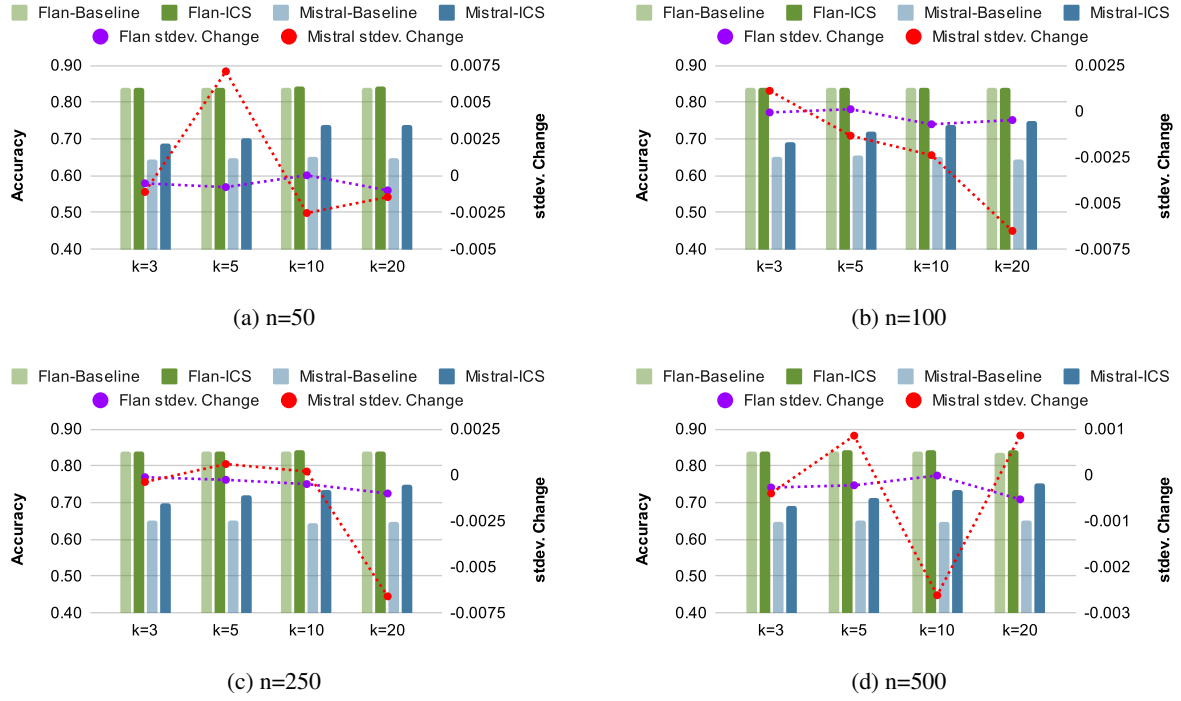 Flan-Baseline Flan-ICS Mistral-Baseline Mistral-ICS
Flan stdev. Change Mistral stdev. Change
Accuracy
0.90
0.80
0.70
0.60
0.50
0.40
0.0075
0.005
0.0025
0
-0.0025
-0.005
stdev. Change
k=3 k=5 k=10 k=20
(a) n=50
Flan-Baseline Flan-ICS Mistral-Baseline Mistral-ICS
Flan stdev. Change Mistral stdev. Change
Accuracy
0.90
0.80
0.70
0.60
0.50
0.40
0.0025
0
-0.0025
-0.005
-0.0075
stdev. Change
k=3 k=5 k=10 k=20
(b) n=100
Flan-Baseline Flan-ICS Mistral-Baseline Mistral-ICS
Flan stdev. Change Mistral stdev. Change
Accuracy
0.90
0.80
0.70
0.60
0.50
0.40
0.0025
0
-0.0025
-0.005
-0.0075
stdev. Change
k=3 k=5 k=10 k=20
(c) n=250
Flan-Baseline Flan-ICS Mistral-Baseline Mistral-ICS
Flan stdev. Change Mistral stdev. Change
Accuracy
0.90
0.80
0.70
0.60
0.50
0.40
0.001
0
-0.001
-0.002
-0.003
stdev. Change
k=3 k=5 k=10 k=20
(d) n=500